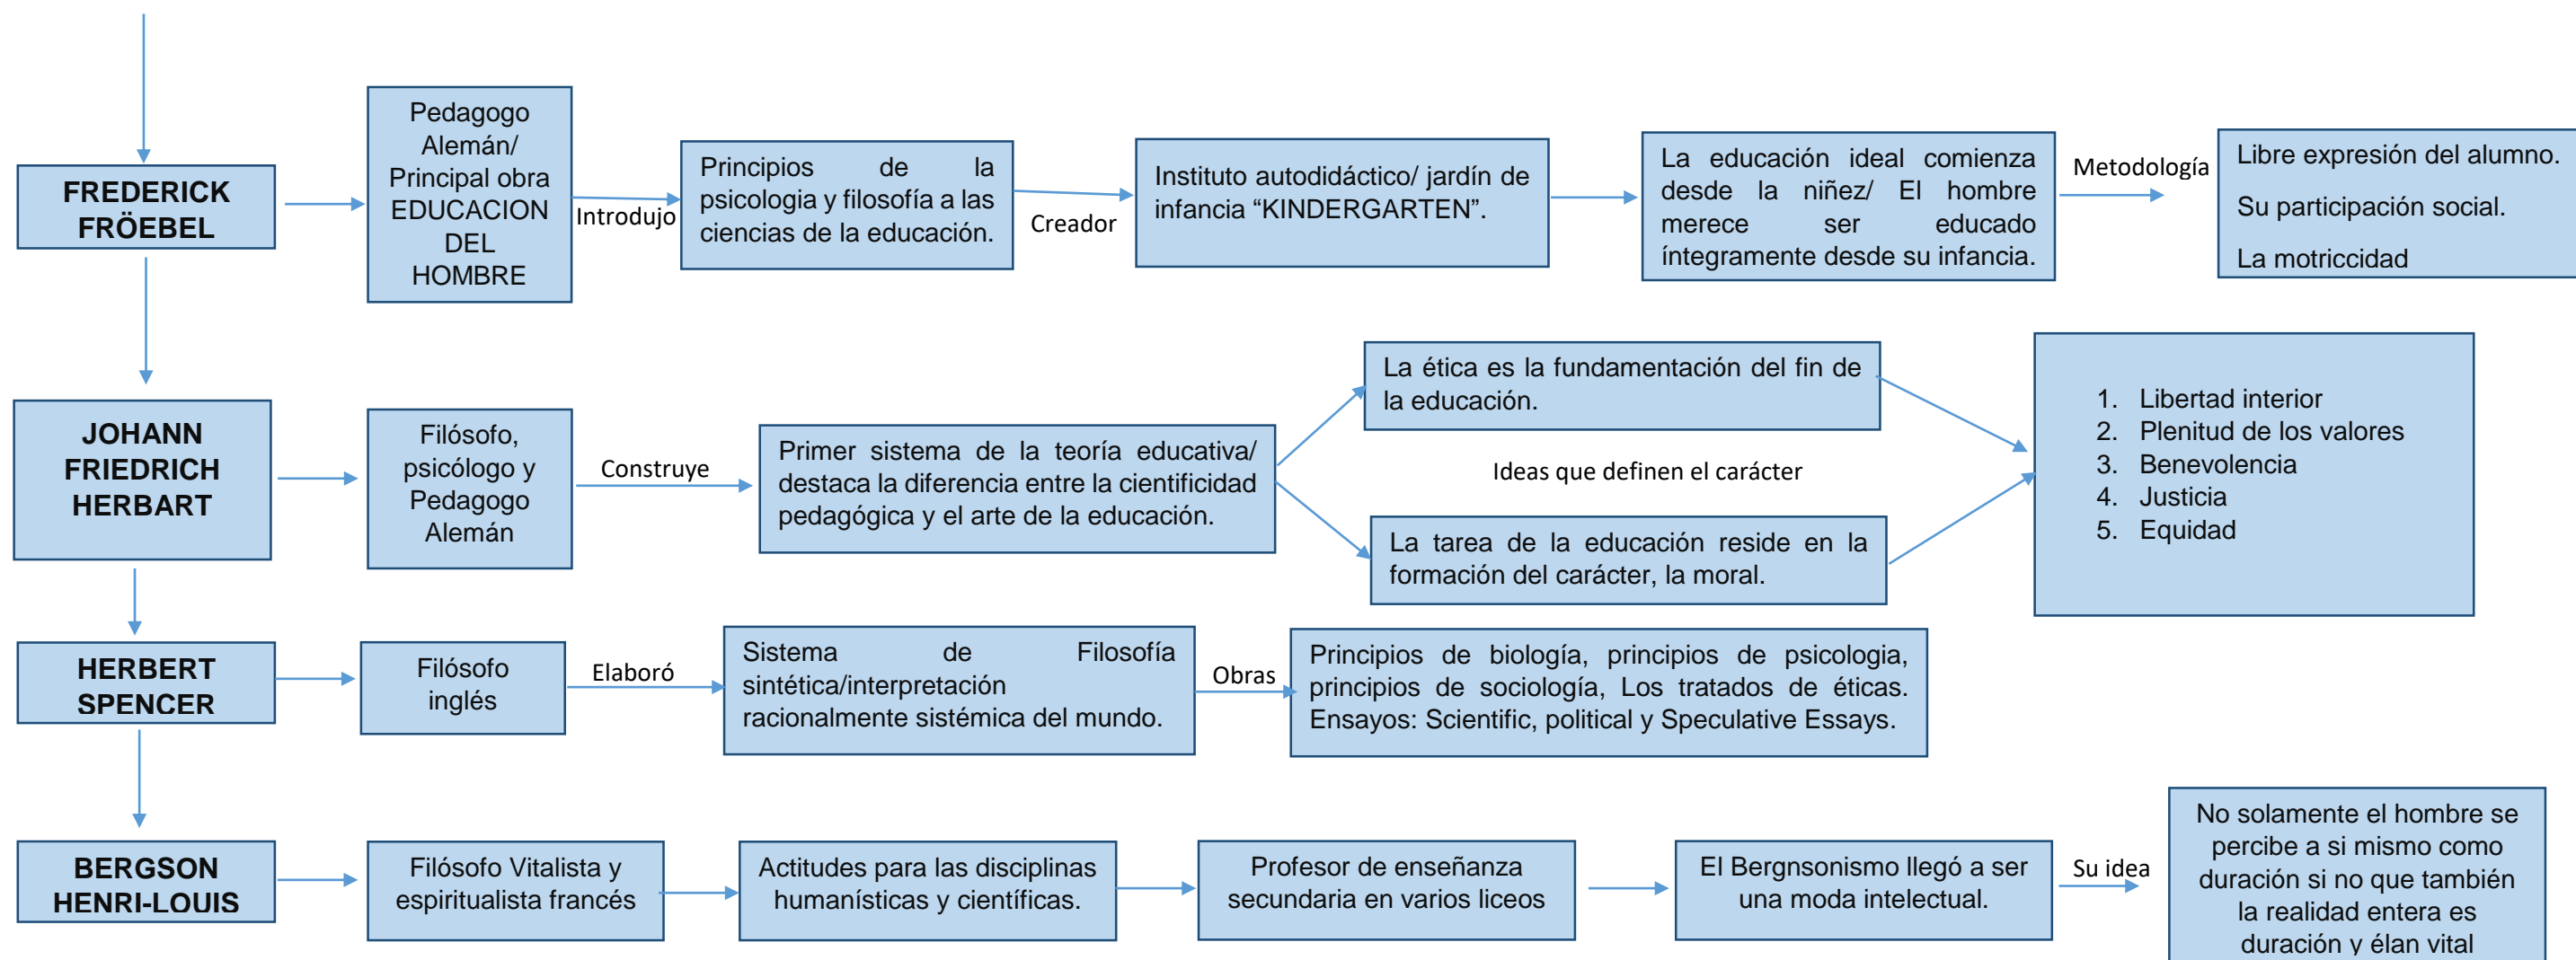 FREDERICK
FRÖEBEL
Pedagogo
Alemán/
Principal obra
EDUCACION
DEL
HOMBRE
Introdujo
Principios de la
psicologia y filosofía a las
ciencias de la educación.
Creador
Instituto autodidáctico/ jardín de
infancia “KINDERGARTEN”.
La educación ideal comienza
desde la niñez/ El hombre
merece ser educado
íntegramente desde su infancia.
Metodología
Libre expresión del alumno.
Su participación social.
La motriccidad
JOHANN
FRIEDRICH
HERBART
Filósofo,
psicólogo y
Pedagogo
Alemán
Construye
Primer sistema de la teoría educativa/
destaca la diferencia entre la cientificidad
pedagógica y el arte de la educación.
La ética es la fundamentación del fin de
la educación.
Ideas que definen el carácter
La tarea de la educación reside en la
formación del carácter, la moral.
1. Libertad interior
2. Plenitud de los valores
3. Benevolencia
4. Justicia
5. Equidad
HERBERT
SPENCER
Filósofo
inglés
Elaboró
Sistema de Filosofía
sintética/interpretación
racionalmente sistémica del mundo.
Obras
Principios de biología, principios de psicologia,
principios de sociología, Los tratados de éticas.
Ensayos: Scientific, political y Speculative Essays.
BERGSON
HENRI-LOUIS
Filósofo Vitalista y
espiritualista francés
Actitudes para las disciplinas
humanísticas y científicas.
Profesor de enseñanza
secundaria en varios liceos
El Bergnsonismo llegó a ser
una moda intelectual.
Su idea
No solamente el hombre se
percibe a si mismo como
duración si no que también
la realidad entera es
duración y élan vital